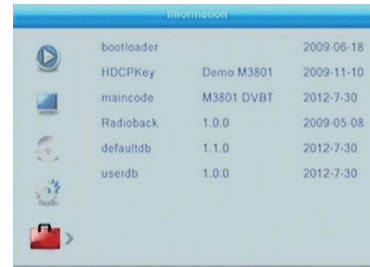 Information
bootloader 2009-06-18
HDCPKey Demo M3801 2009-11-10
maincode M3801 DVBT 2012-7-30
Radioback 1.0.0 2009-05-08
defaultdb 1.1.0 2012-7-30
userdb 1.0.0 2012-7-30